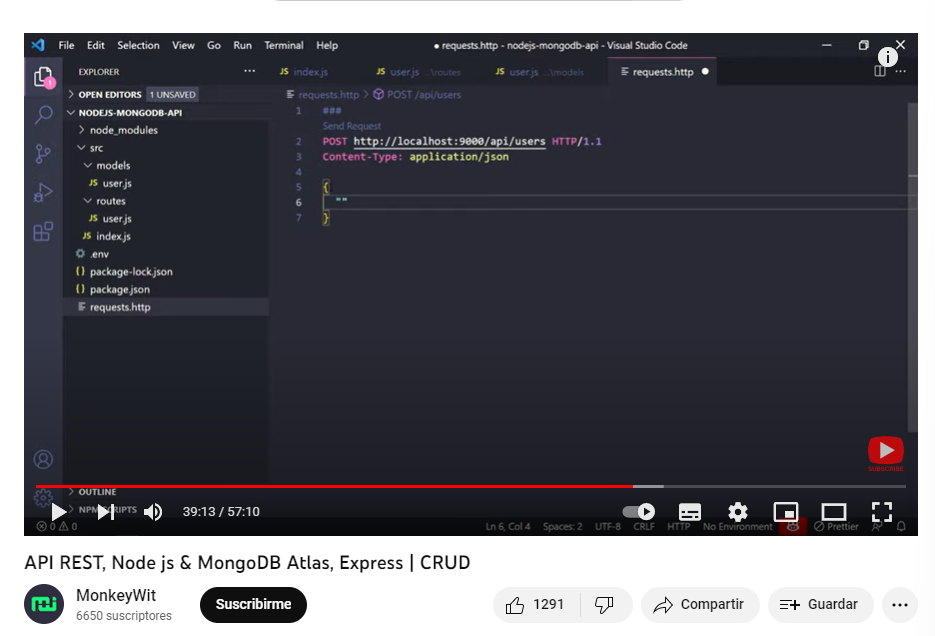 File Edit Selection View Go Run Terminal Help
● requests.http - nodejs-mongodb-api - Visual Studio Code
EXPLORER
JS index.js
JS user.js ..\routes
JS user.js ..\models
requests.http ●
OPEN EDITORS 1 UNSAVED
requests.http > POST /api/users
NODEJS-MONGODB-API
node_modules
src
models
JS user.js
routes
JS user.js
JS index.js
.env
{} package-lock.json
{} package.json
requests.http
1 ###
Send Request
2 POST http://localhost:9000/api/users HTTP/1.1
3 Content-Type: application/json
4
5 {
6 ""
7 }
1
SUBSCRIBE
OUTLINE
39:13 / 57:10
0 0
Ln 6, Col 4 Spaces: 2 UTF-8 CRLF HTTP No Environment Prettier
API REST, Node js & MongoDB Atlas, Express | CRUD
MonkeyWit
6650 suscriptores
Suscribirme
1291
Compartir
Guardar